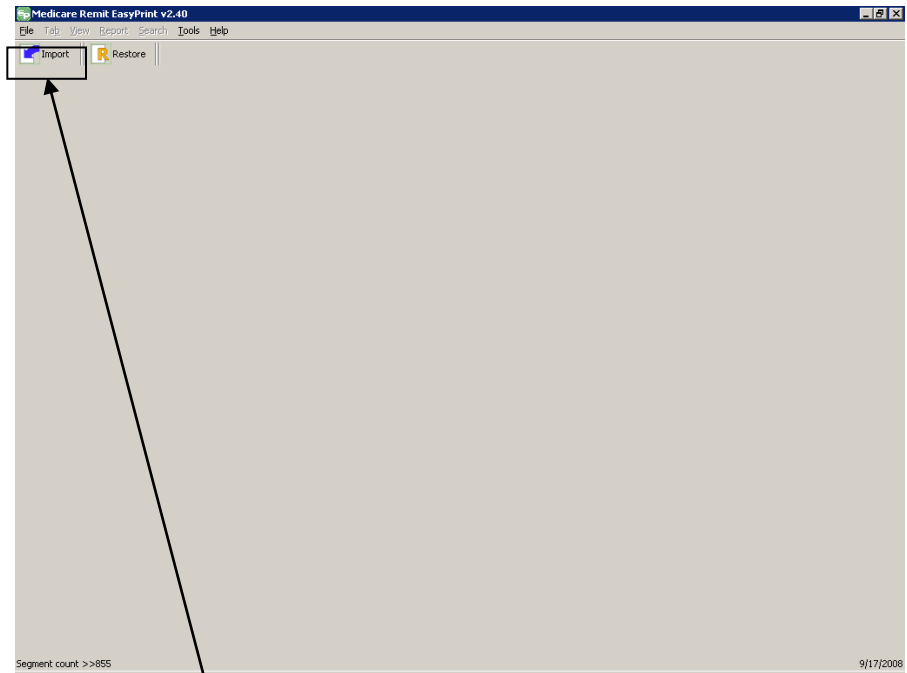 Medicare Remit EasyPrint v2.40
File Tab View Report Search Tools Help
Import R Restore
Segment count >>855 9/17/2008